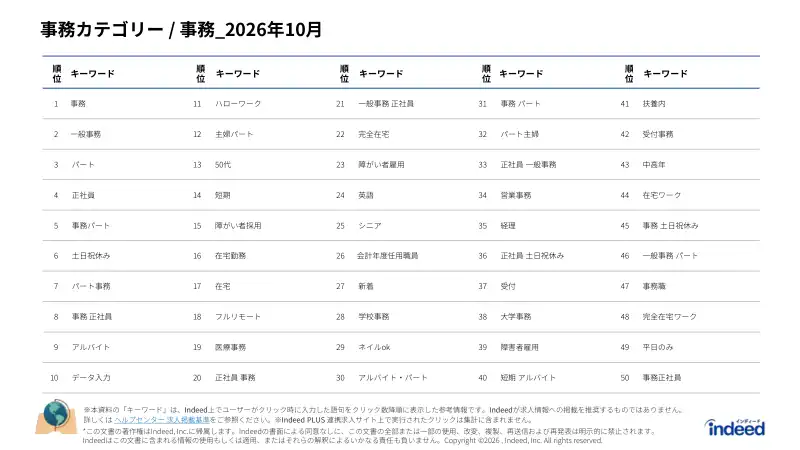 事務カテゴリー / 事務_2026年10月
順位 キーワード 順位 キーワード 順位 キーワード 順位 キーワード 順位 キーワード
1 事務 11 ハローワーク 21 一般事務 正社員 31 事務 パート 41 扶養内
2 一般事務 12 主婦パート 22 完全在宅 32 パート主婦 42 受付事務
3 パート 13 50代 23 障がい者雇用 33 正社員 一般事務 43 中高年
4 正社員 14 短期 24 英語 34 営業事務 44 在宅ワーク
5 事務パート 15 障がい者採用 25 シニア 35 経理 45 事務 土日祝休み
6 土日祝休み 16 在宅勤務 26 会計年度任用職員 36 正社員 土日祝休み 46 一般事務 パート
7 パート事務 17 在宅 27 新着 37 受付 47 事務職
8 事務 正社員 18 フルリモート 28 学校事務 38 大学事務 48 完全在宅ワーク
9 アルバイト 19 医療事務 29 ネイルok 39 障害者雇用 49 平日のみ
10 データ入力 20 正社員 事務 30 アルバイト・パート 40 短期 アルバイト 50 事務正社員
※本資料の「キーワード」は、Indeed上でユーザーがクリック時に入力した語句をクリック数降順に表示した参考情報です。Indeedが求人情報への掲載を推奨するものではありません。
詳しくは ヘルプセンター 求人掲載基準をご参照ください。※Indeed PLUS 連携求人サイト上で実行されたクリックは集計に含まれません。
*この文書の著作権はIndeed, Inc.に帰属します。Indeedの書面による同意なしに、この文書の全部または一部の使用、改変、複製、再送信および再発表は明示的に禁止されます。
Indeedはこの文書に含まれる情報の使用もしくは適用、またはそれらの解釈によるいかなる責任も負いません。Copyright ©2026 , Indeed, Inc. All rights reserved.
インディード
indeed